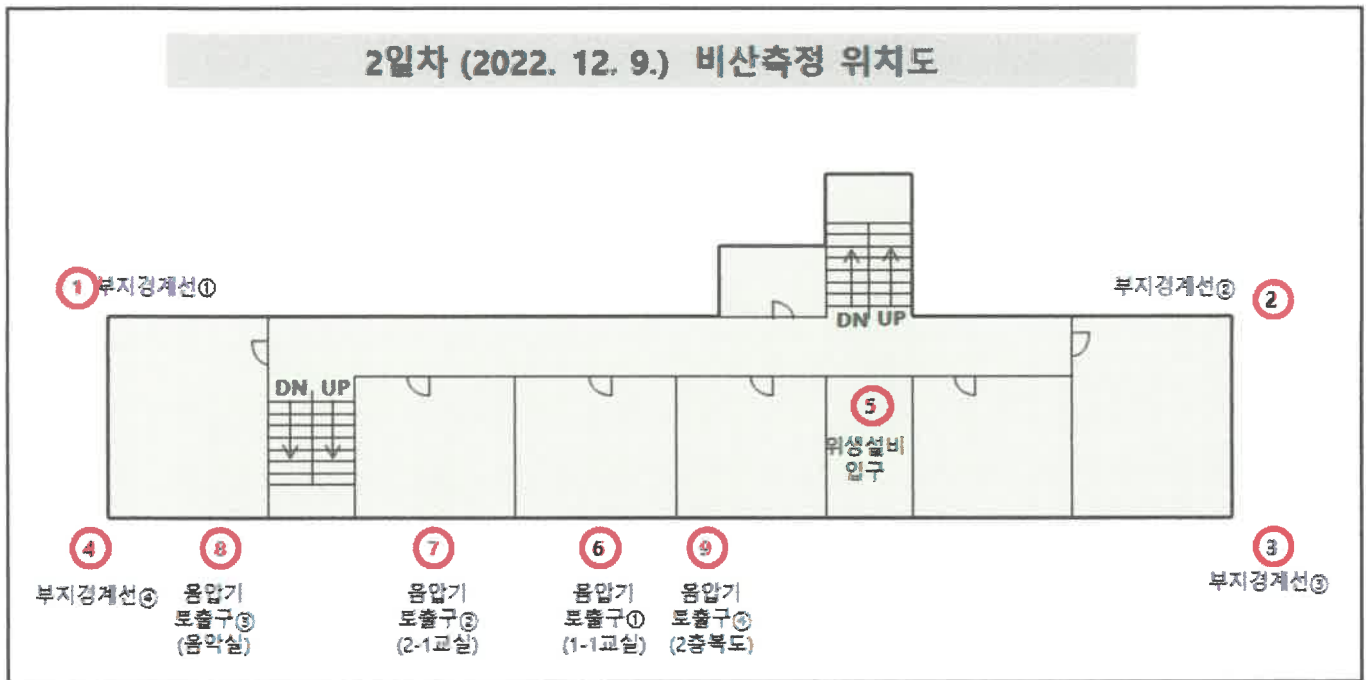 2일차 (2022. 12. 9.) 비산측정 위치도
1 부지경계선①
부지경계선② 2
DN UP
DN UP
5
위생설비
입구
4
부지경계선④
8
음압기
토출구③
(음악실)
7
음압기
토출구②
(2-1교실)
6
음압기
토출구①
(1-1교실)
9
음압기
토출구④
(2층복도)
3
부지경계선③